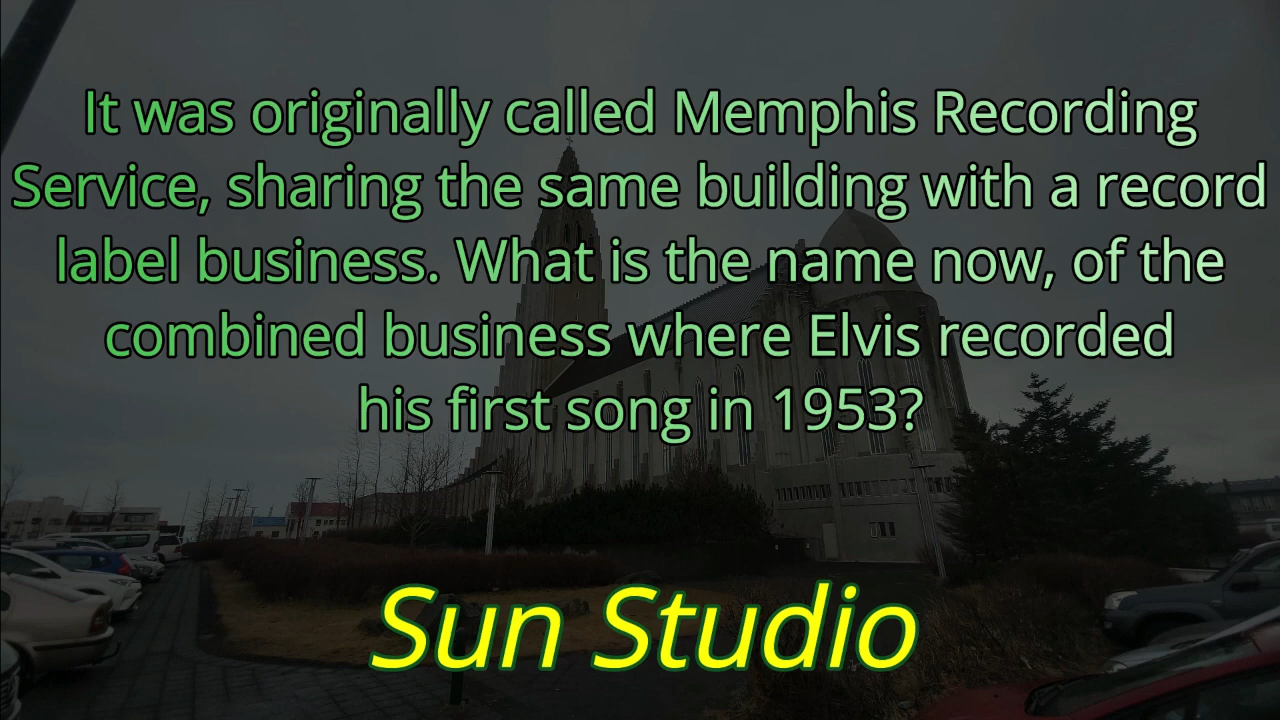 It was originally called Memphis Recording
Service, sharing the same building with a record
label business. What is the name now, of the
combined business where Elvis recorded
his first song in 1953?
Sun Studio